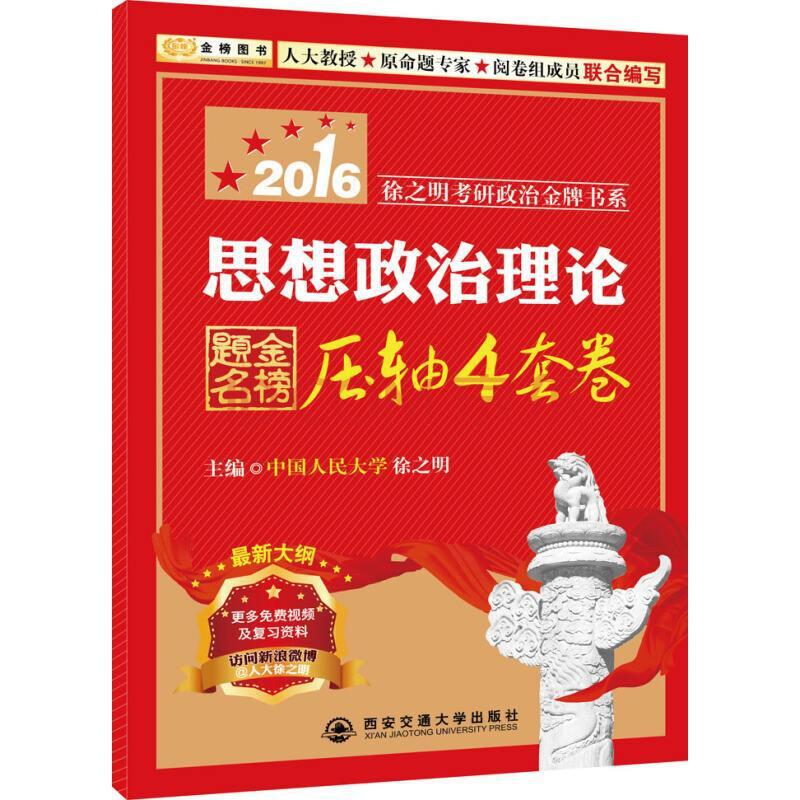 金榜图书
JINBANG BOOKS SINCE 1997
人大教授★原命题专家★阅卷组成员联合编写
2016
徐之明考研政治金牌书系
思想政治理论
金榜题名
压轴4套卷
主编◎中国人民大学 徐之明
最新大纲
更多免费视频
及复习资料
访问新浪微博
@人大徐之明
西安交通大学出版社
XI'AN JIAOTONG UNIVERSITY PRESS